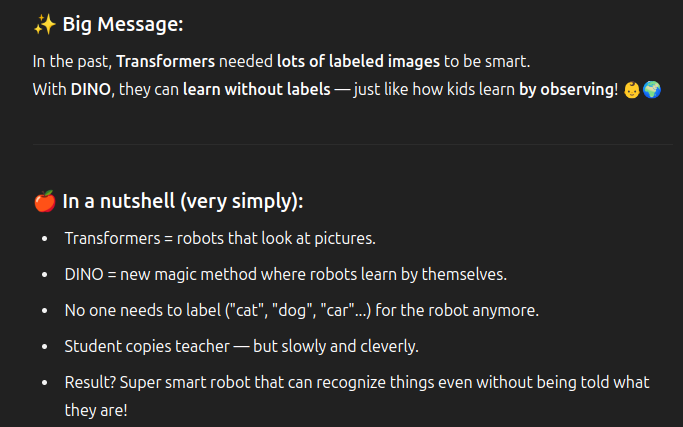 ✨ Big Message:
In the past, Transformers needed lots of labeled images to be smart.
With DINO, they can learn without labels — just like how kids learn by observing! 👶🌍
🍎 In a nutshell (very simply):
• Transformers = robots that look at pictures.
• DINO = new magic method where robots learn by themselves.
• No one needs to label ("cat", "dog", "car"...) for the robot anymore.
• Student copies teacher — but slowly and cleverly.
• Result? Super smart robot that can recognize things even without being told what
they are!